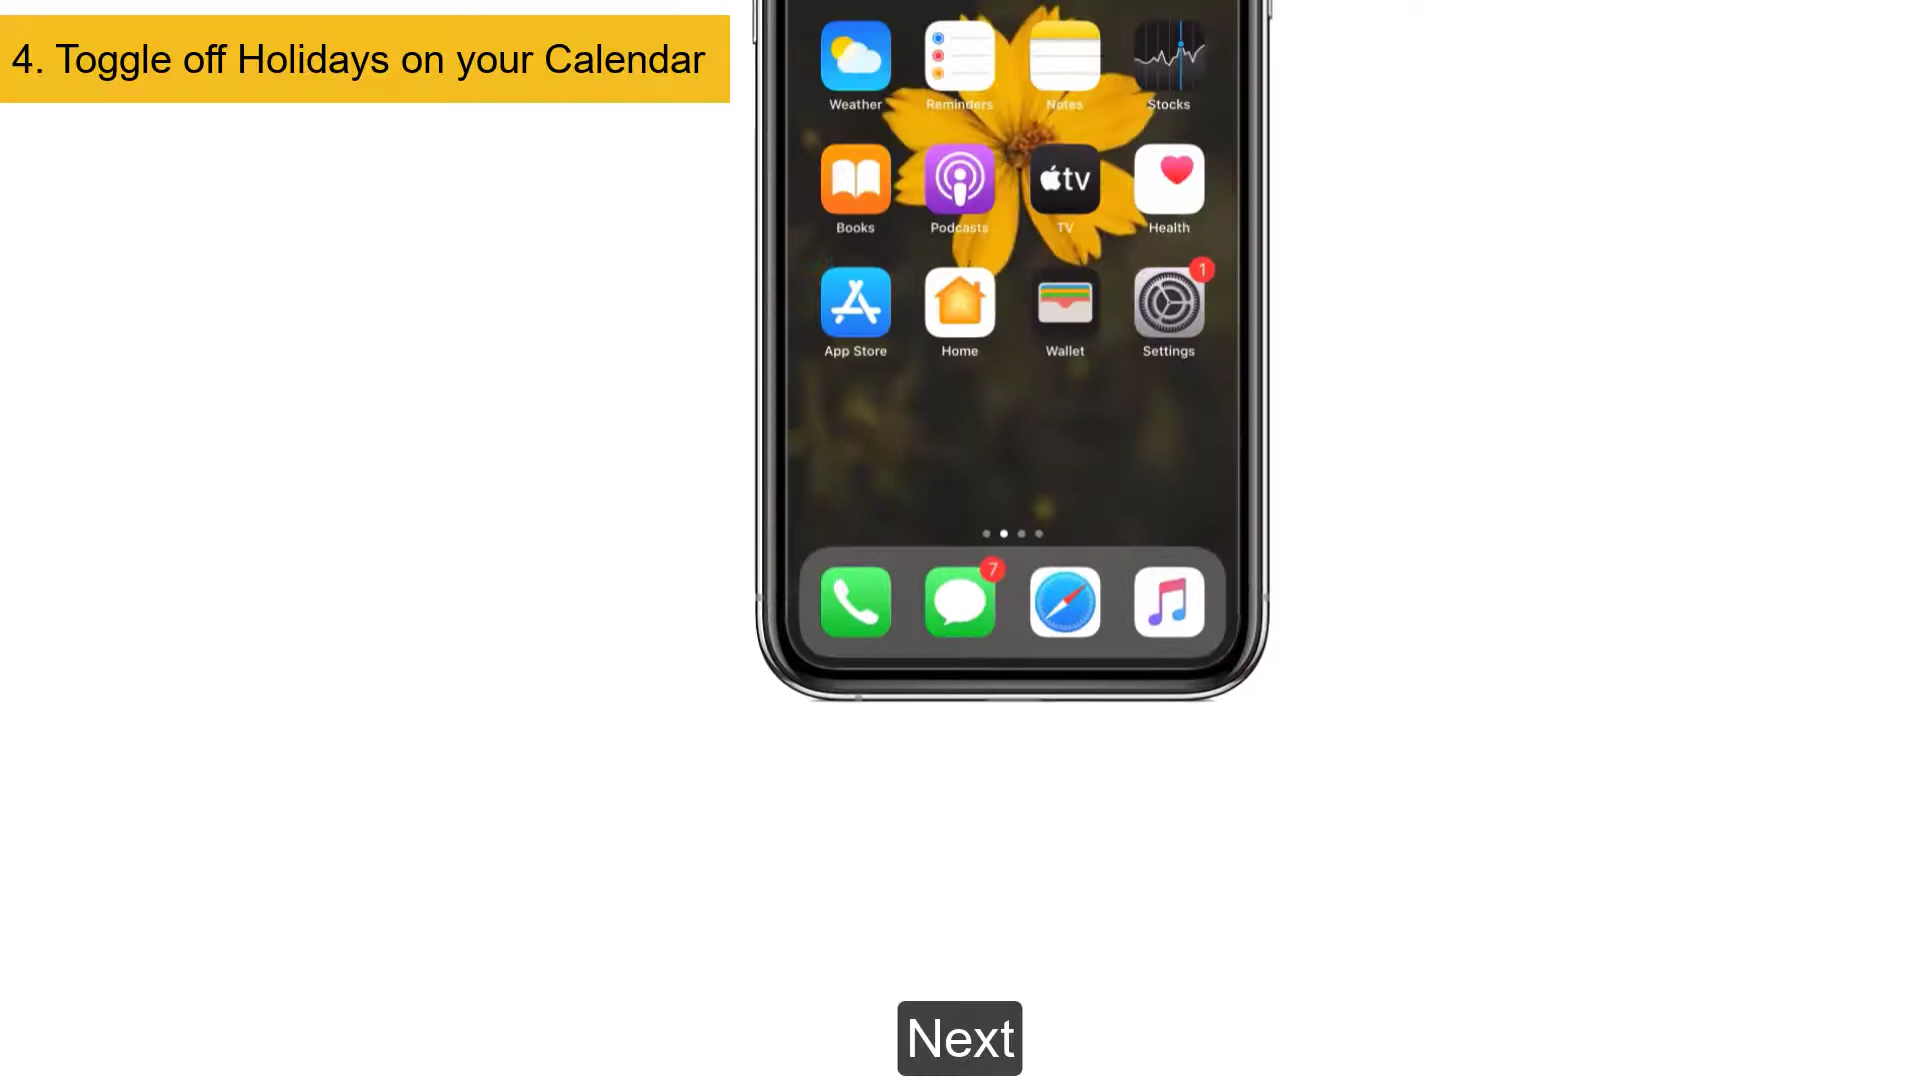 4. Toggle off Holidays on your Calendar
Weather Reminders Notes Stocks
tv
Books Podcasts TV Health
1
App Store Home Wallet Settings
7
Next